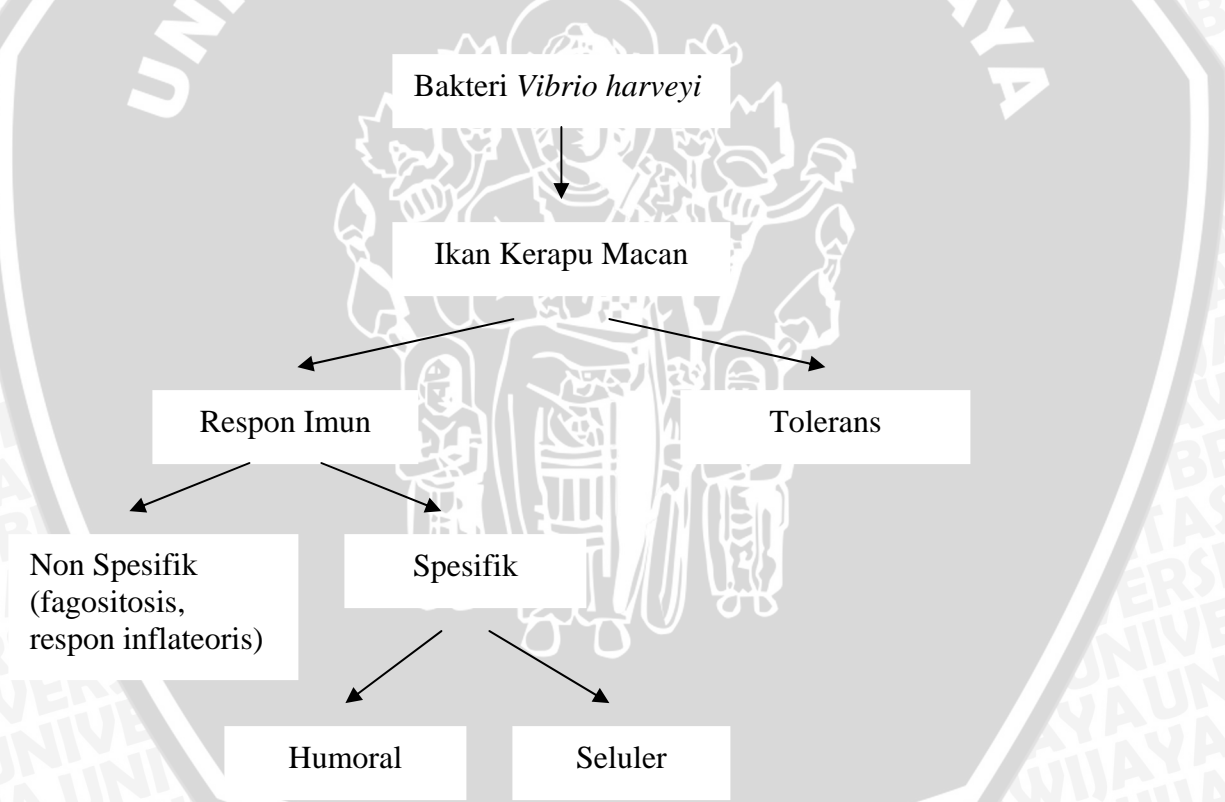 Bakteri Vibrio harveyi
Ikan Kerapu Macan
Respon Imun
Tolerans
Non Spesifik
(fagositosis,
respon inflateoris)
Spesifik
Humoral
Seluler